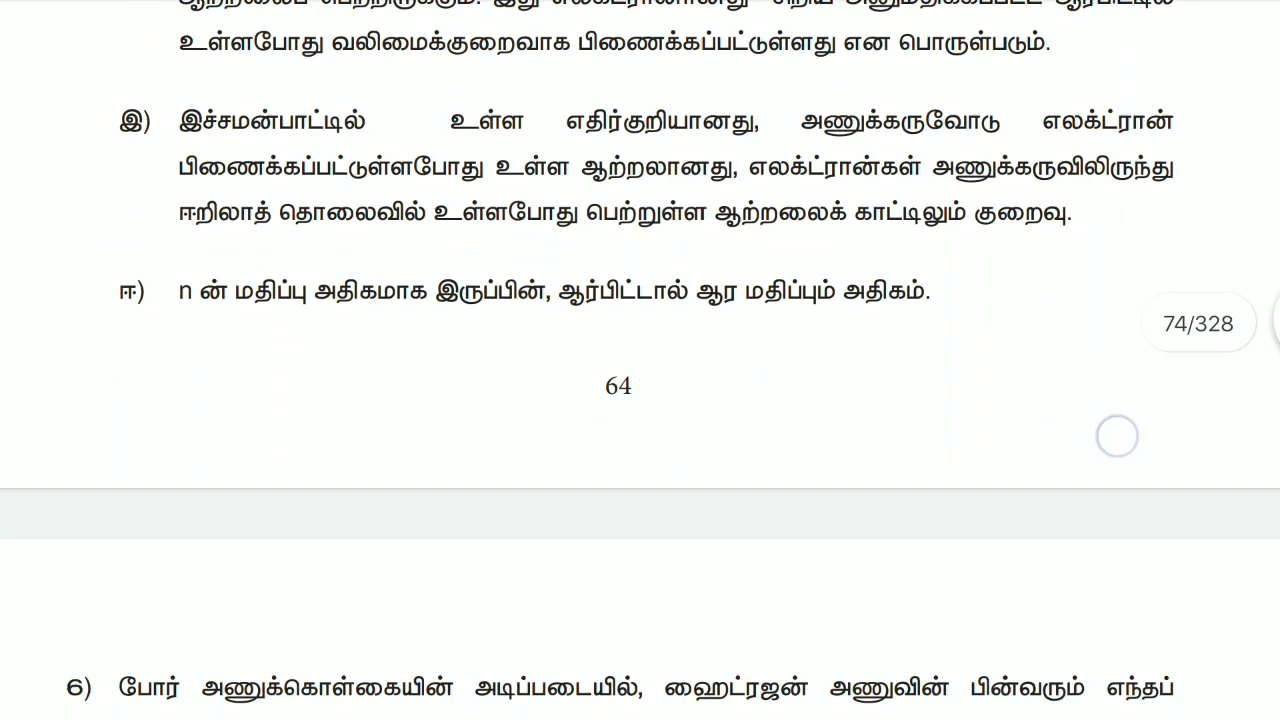 உள்ளபோது வலிமைக்குறைவாக பிணைக்கப்பட்டுள்ளது என பொருள்படும்.
இ) இச்சமன்பாட்டில் உள்ள எதிர்குறியானது, அணுக்கருவோடு எலக்ட்ரான்
பிணைக்கப்பட்டுள்ளபோது உள்ள ஆற்றலானது, எலக்ட்ரான்கள் அணுக்கருவிலிருந்து
ஈறிலாத் தொலைவில் உள்ளபோது பெற்றுள்ள ஆற்றலைக் காட்டிலும் குறைவு.
ஈ) n ன் மதிப்பு அதிகமாக இருப்பின், ஆர்பிட்டால் ஆர மதிப்பும் அதிகம்.
74/328
64
6) போர் அணுக்கொள்கையின் அடிப்படையில், ஹைட்ரஜன் அணுவின் பின்வரும் எந்தப்